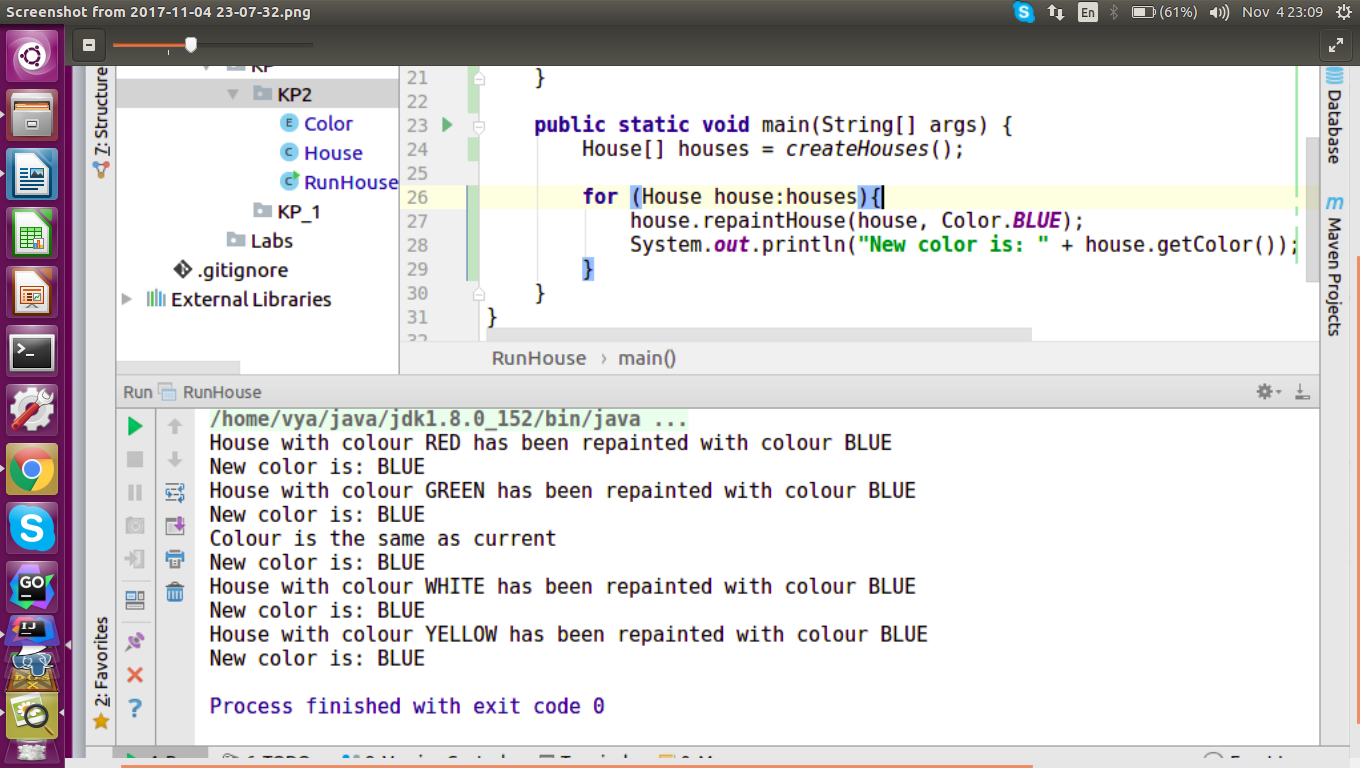 Screenshot from 2017-11-04 23-07-32.png
En
(61%)
Nov 4 23:09
Z: Structure
KP2
Color
House
RunHouse
KP_1
Labs
.gitignore
External Libraries
21 }
22
23 public static void main(String[] args) {
24 House[] houses = createHouses();
25
26 for (House house:houses){
27 house.repaintHouse(house, Color.BLUE);
28 System.out.println("New color is: " + house.getColor());
29 }
30 }
31 }
RunHouse › main()
Database
Maven Projects
Run RunHouse
/home/vya/java/jdk1.8.0_152/bin/java ...
House with colour RED has been repainted with colour BLUE
New color is: BLUE
House with colour GREEN has been repainted with colour BLUE
New color is: BLUE
Colour is the same as current
New color is: BLUE
House with colour WHITE has been repainted with colour BLUE
New color is: BLUE
House with colour YELLOW has been repainted with colour BLUE
New color is: BLUE
Process finished with exit code 0
2: Favorites
GO
IJ